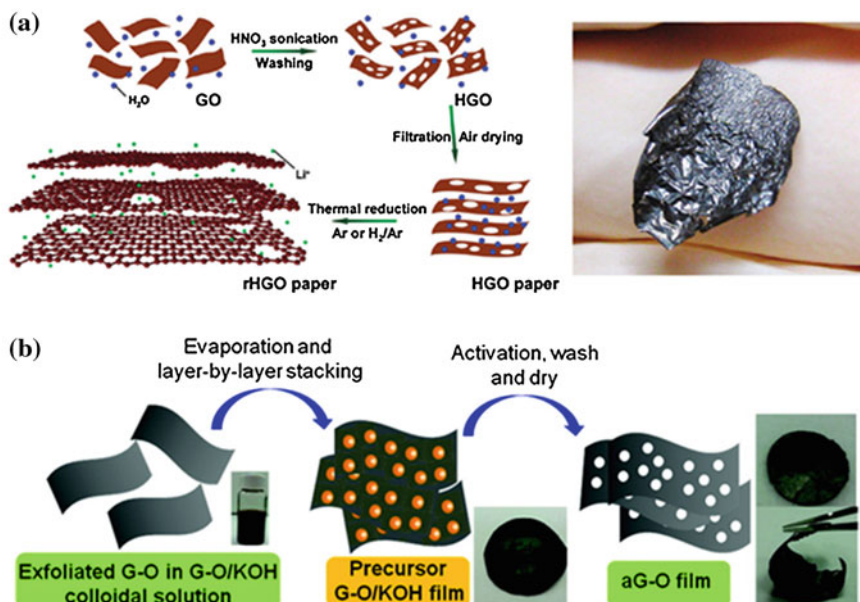 (a)
HNO₃ sonication
Washing
H₂O
GO
HGO
Filtration Air drying
Li⁺
Thermal reduction
Ar or H₂/Ar
rHGO paper
HGO paper
(b)
Evaporation and
layer-by-layer stacking
Activation, wash
and dry
Exfoliated G-O in G-O/KOH
colloidal solution
Precursor
G-O/KOH film
aG-O film